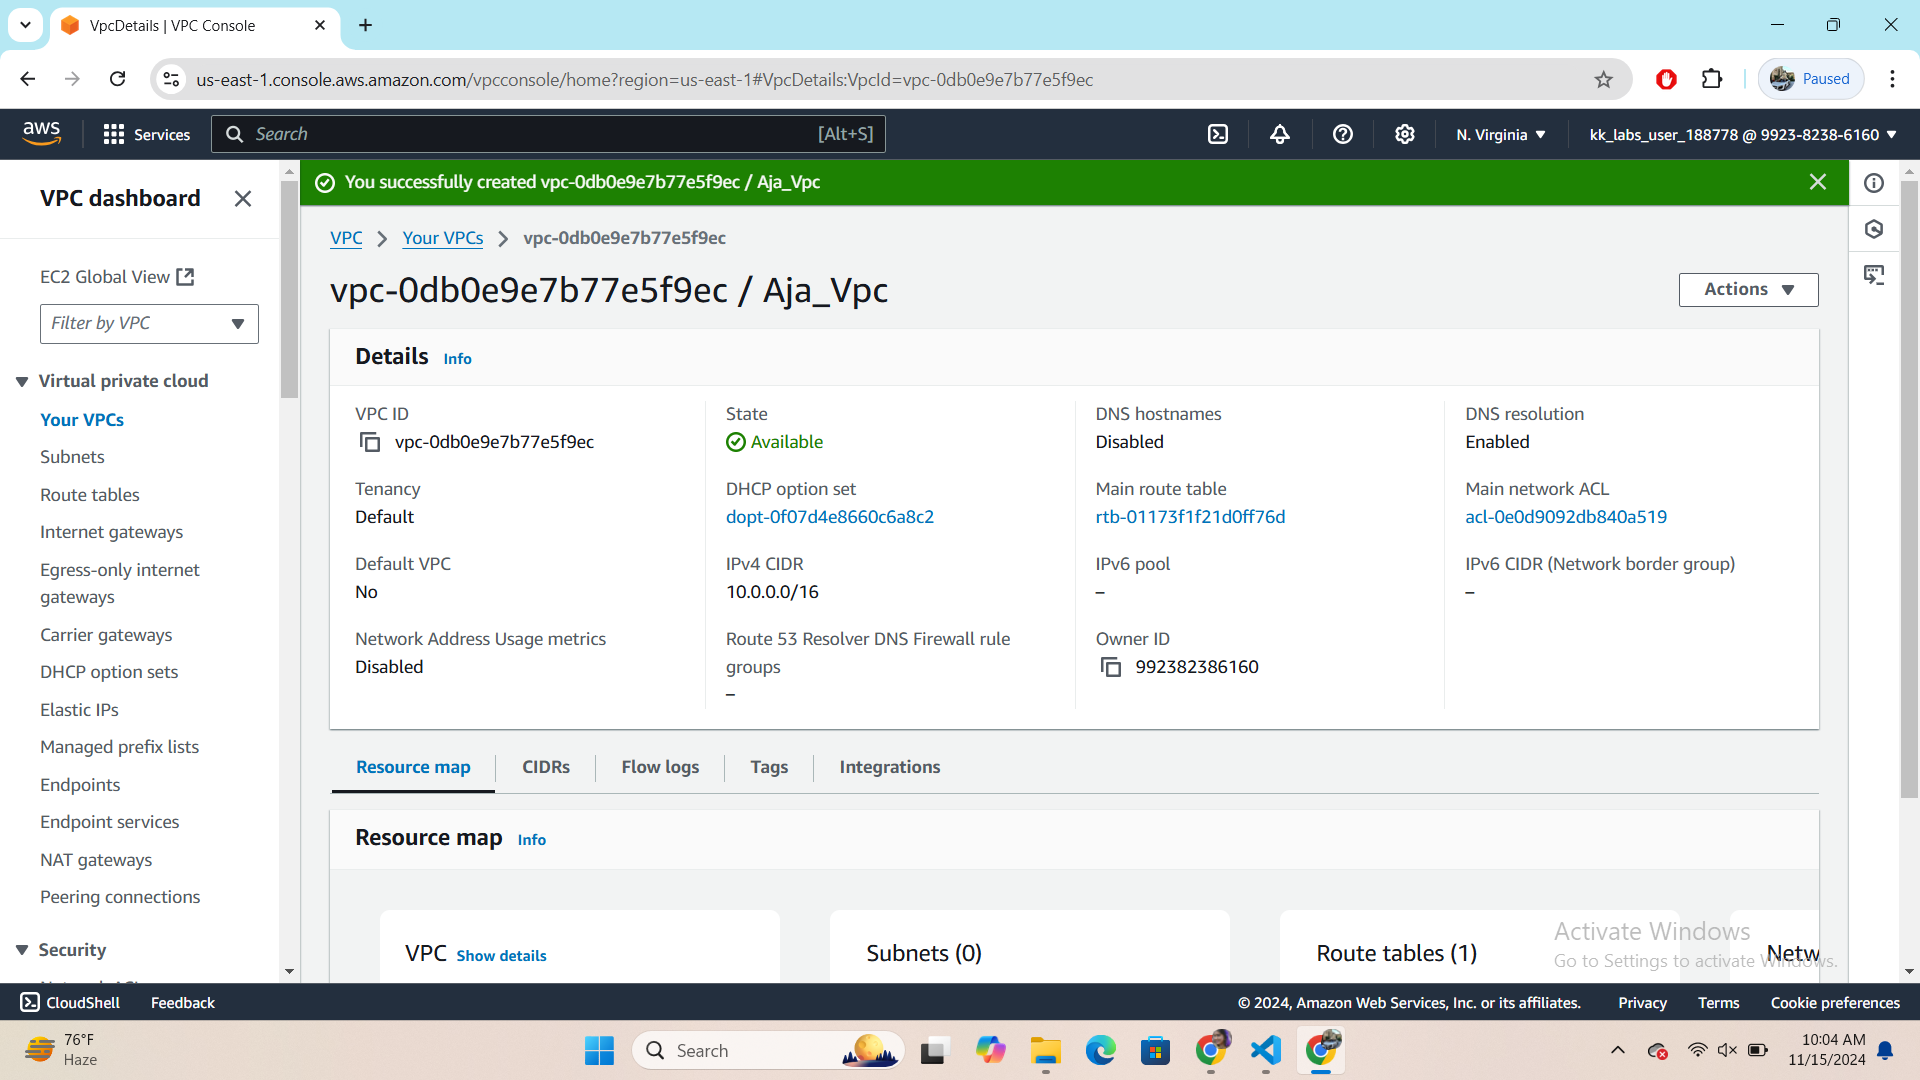 VpcDetails | VPC Console
us-east-1.console.aws.amazon.com/vpcconsole/home?region=us-east-1#VpcDetails:VpcId=vpc-0db0e9e7b77e5f9ec
Paused
aws
Services
Search
[Alt+S]
N. Virginia
kk_labs_user_188778 @ 9923-8238-6160
VPC dashboard
EC2 Global View
Filter by VPC
Virtual private cloud
Your VPCs
Subnets
Route tables
Internet gateways
Egress-only internet
gateways
Carrier gateways
DHCP option sets
Elastic IPs
Managed prefix lists
Endpoints
Endpoint services
NAT gateways
Peering connections
Security
You successfully created vpc-0db0e9e7b77e5f9ec / Aja_Vpc
VPC
Your VPCs
vpc-0db0e9e7b77e5f9ec
vpc-0db0e9e7b77e5f9ec / Aja_Vpc
Actions
Details Info
VPC ID
vpc-0db0e9e7b77e5f9ec
State
Available
DNS hostnames
Disabled
DNS resolution
Enabled
Tenancy
Default
DHCP option set
dopt-0f07d4e8660c6a8c2
Main route table
rtb-01173f1f21d0ff76d
Main network ACL
acl-0e0d9092db840a519
Default VPC
No
IPv4 CIDR
10.0.0.0/16
IPv6 pool
–
IPv6 CIDR (Network border group)
–
Network Address Usage metrics
Disabled
Route 53 Resolver DNS Firewall rule
groups
–
Owner ID
992382386160
Resource map
CIDRs
Flow logs
Tags
Integrations
Resource map Info
VPC Show details
Subnets (0)
Route tables (1)
Netw
Activate Windows
Go to Settings to activate Windows.
CloudShell
Feedback
© 2024, Amazon Web Services, Inc. or its affiliates.
Privacy
Terms
Cookie preferences
76°F
Haze
Search
10:04 AM
11/15/2024